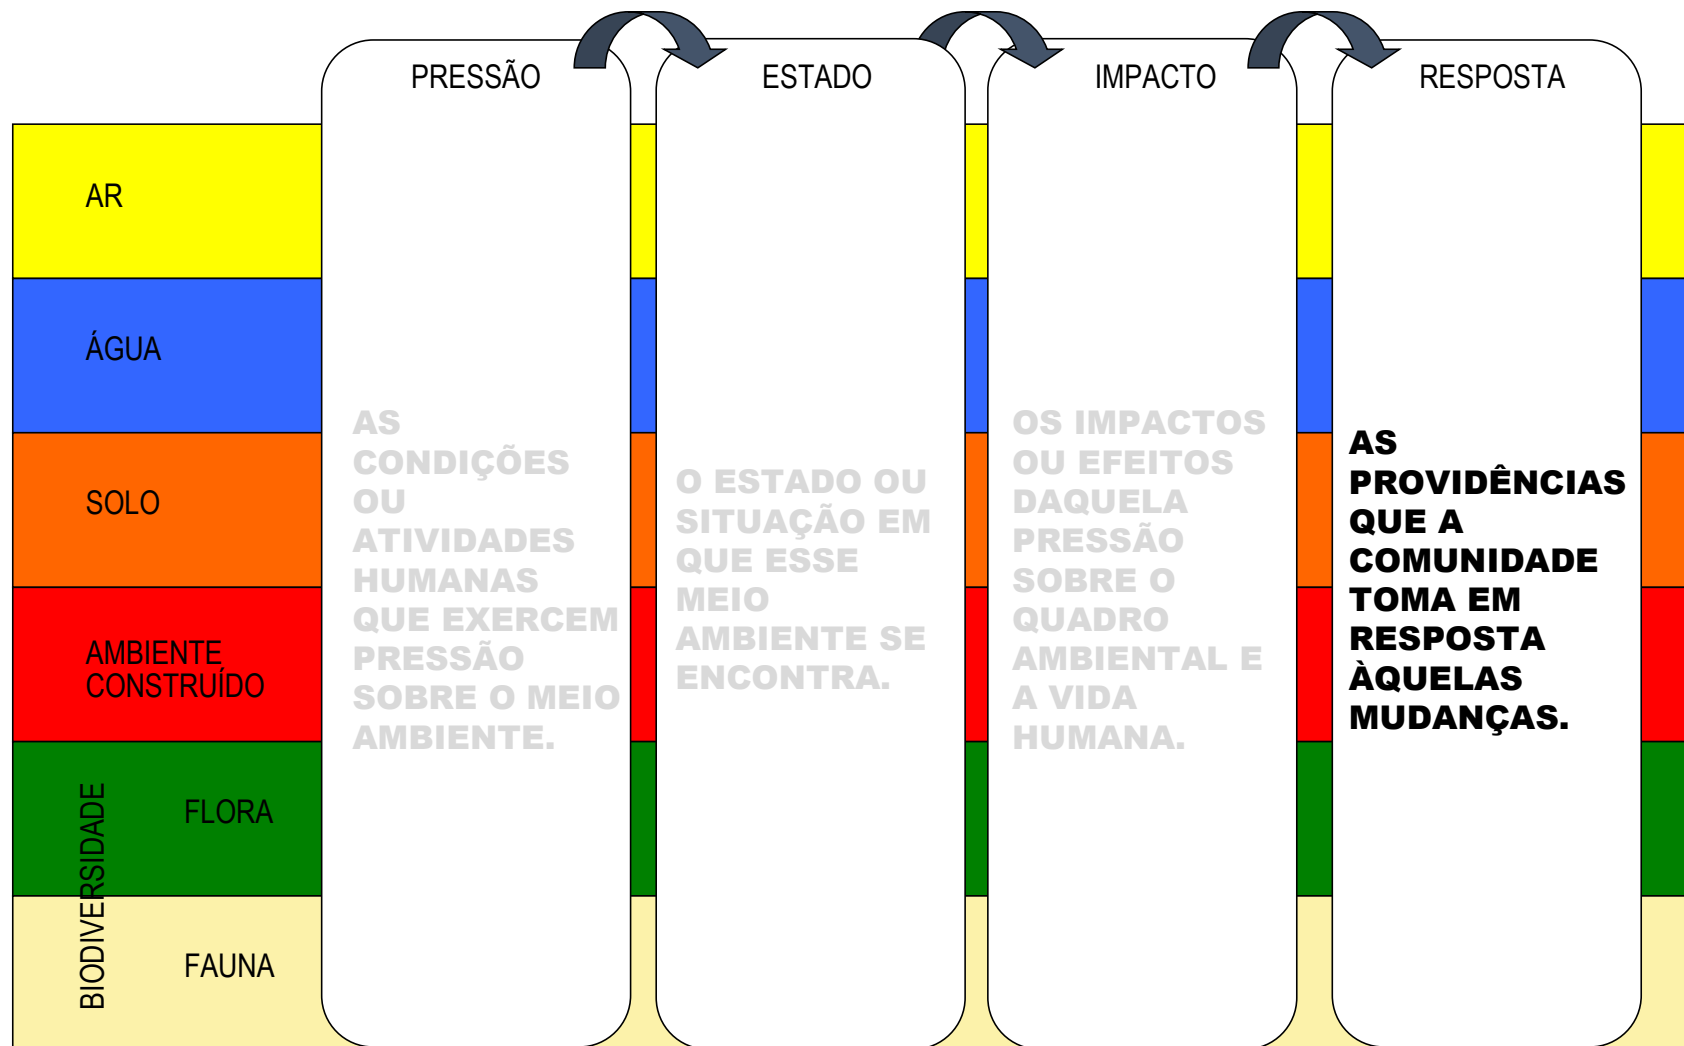 PRESSÃO
ESTADO
IMPACTO
RESPOSTA
AR
ÁGUA
SOLO
AMBIENTE
CONSTRUÍDO
BIODIVERSIDADE
FLORA
FAUNA
AS
CONDIÇÕES
OU
ATIVIDADES
HUMANAS
QUE EXERCEM
PRESSÃO
SOBRE O MEIO
AMBIENTE.
O ESTADO OU
SITUAÇÃO EM
QUE ESSE
MEIO
AMBIENTE SE
ENCONTRA.
OS IMPACTOS
OU EFEITOS
DAQUELA
PRESSÃO
SOBRE O
QUADRO
AMBIENTAL E
A VIDA
HUMANA.
AS
PROVIDÊNCIAS
QUE A
COMUNIDADE
TOMA EM
RESPOSTA
ÀQUELAS
MUDANÇAS.